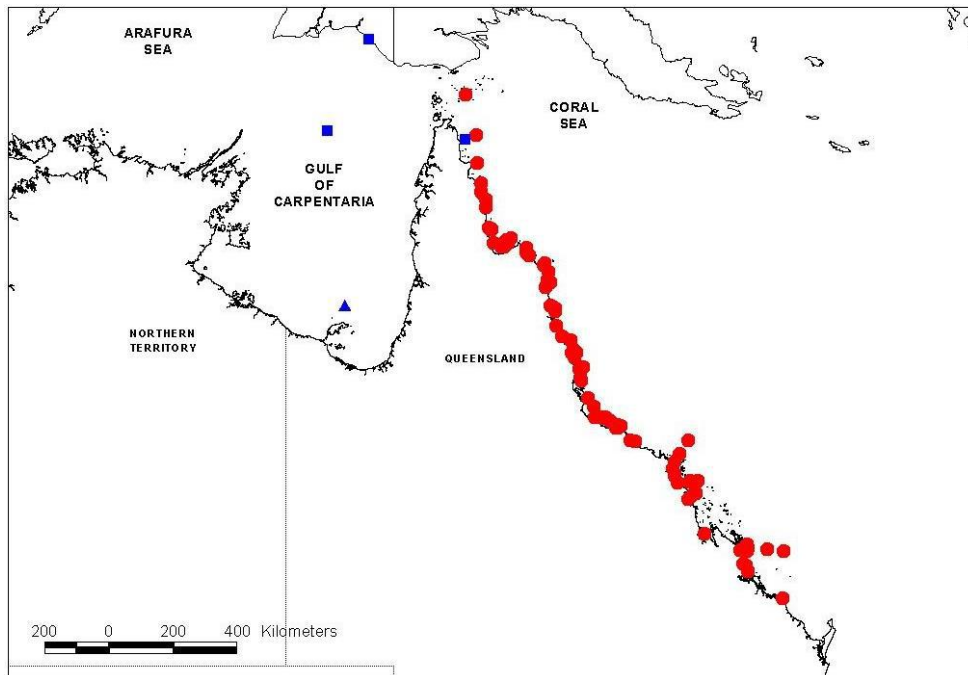 ARAFURA
SEA
CORAL
SEA
GULF
OF
CARPENTARIA
NORTHERN
TERRITORY
QUEENSLAND
200 0 200 400 Kilometers